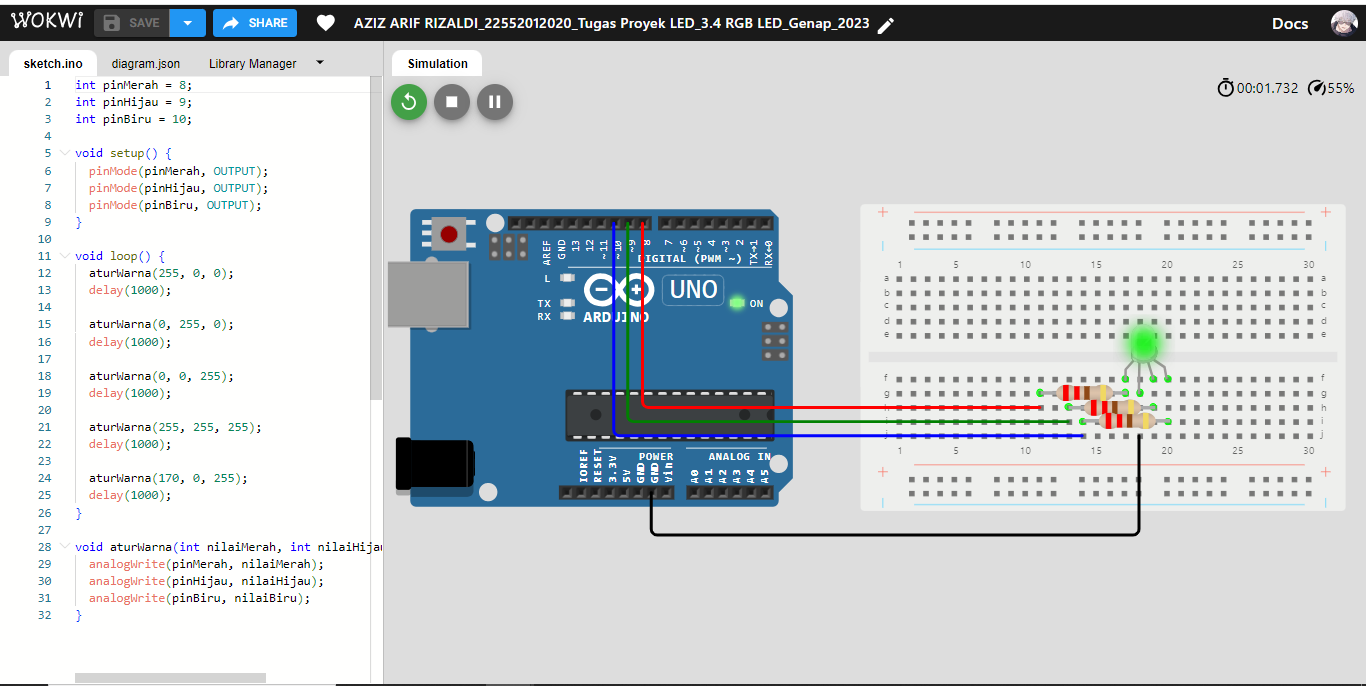 WOKWI SAVE SHARE AZIZ ARIF RIZALDI_22552012020_Tugas Proyek LED_3.4 RGB LED_Genap_2023 Docs
sketch.ino diagram.json Library Manager
1 int pinMerah = 8;
2 int pinHijau = 9;
3 int pinBiru = 10;
4
5 void setup() {
6 pinMode(pinMerah, OUTPUT);
7 pinMode(pinHijau, OUTPUT);
8 pinMode(pinBiru, OUTPUT);
9 }
10
11 void loop() {
12 aturWarna(255, 0, 0);
13 delay(1000);
14
15 aturWarna(0, 255, 0);
16 delay(1000);
17
18 aturWarna(0, 0, 255);
19 delay(1000);
20
21 aturWarna(255, 255, 255);
22 delay(1000);
23
24 aturWarna(170, 0, 255);
25 delay(1000);
26 }
27
28 void aturWarna(int nilaiMerah, int nilaiHijau
29 analogWrite(pinMerah, nilaiMerah);
30 analogWrite(pinHijau, nilaiHijau);
31 analogWrite(pinBiru, nilaiBiru);
32 }
Simulation
00:01.732 55%
AREF GND 13 12 ~11 ~10 ~9 8 7 ~6 ~5 4 ~3 2 TX→1 RX←0
DIGITAL (PWM ~)
L
TX
RX
UNO
ON
ARDUINO
POWER ANALOG IN
IOREF RESET 3.3V 5V GND GND Vin A0 A1 A2 A3 A4 A5
1 5 10 15 20 25 30
a a
b b
c c
d d
e e
f f
g g
h h
i i
j j
1 5 10 15 20 25 30